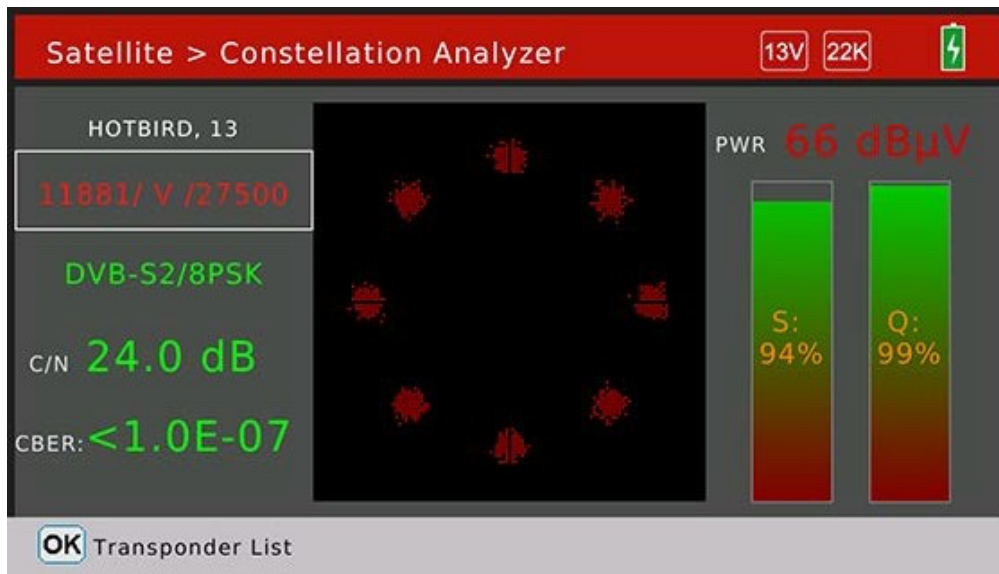 Satellite > Constellation Analyzer
13V 22K
HOTBIRD, 13
11881/ V /27500
DVB-S2/8PSK
C/N 24.0 dB
CBER: <1.0E-07
PWR 66 dBµV
S:
94%
Q:
99%
OK Transponder List